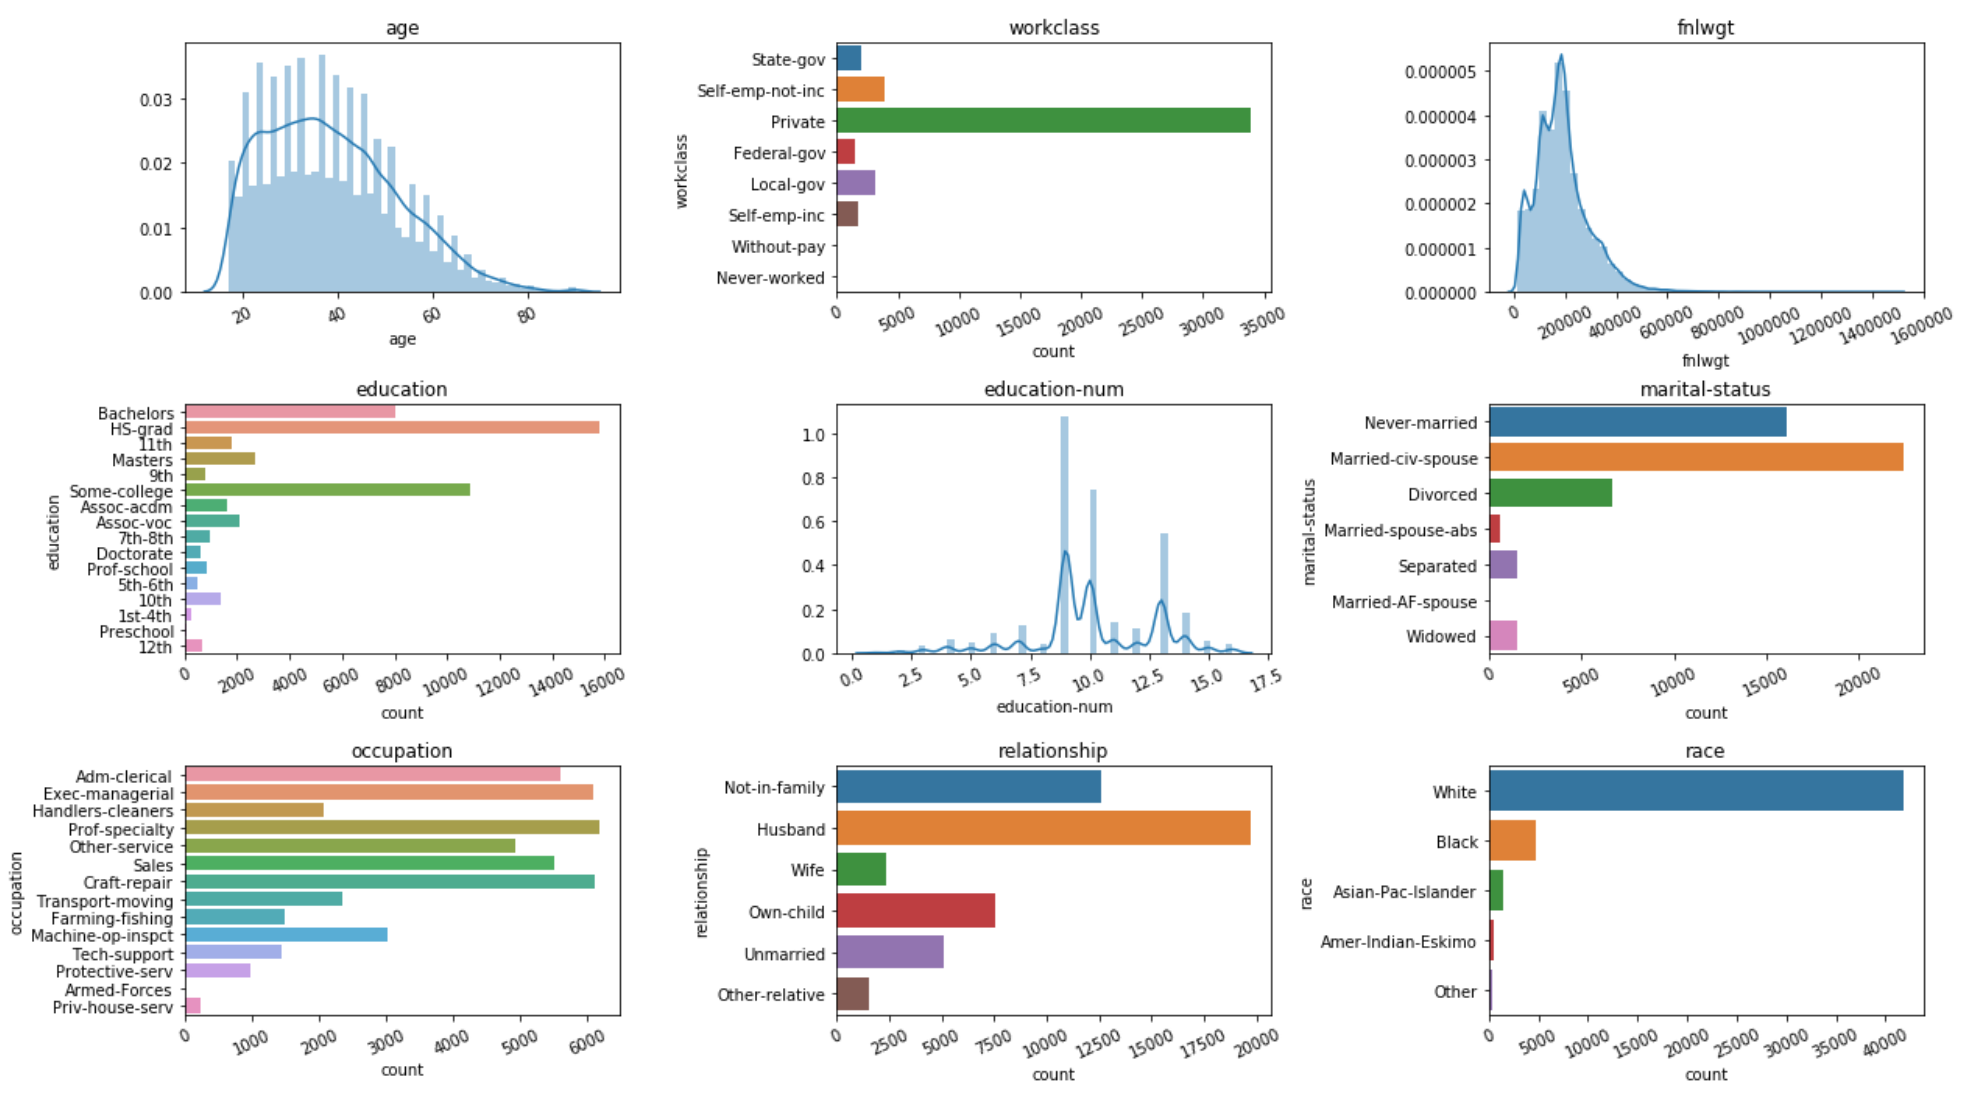 age
0.03
0.02
0.01
0.00
20 40 60 80
age
workclass
workclass
State-gov
Self-emp-not-inc
Private
Federal-gov
Local-gov
Self-emp-inc
Without-pay
Never-worked
0 5000 10000 15000 20000 25000 30000 35000
count
fnlwgt
0.000005
0.000004
0.000003
0.000002
0.000001
0.000000
0 200000 400000 600000 800000 1000000 1200000 1400000 1600000
fnlwgt
education
education
Bachelors
HS-grad
11th
Masters
9th
Some-college
Assoc-acdm
Assoc-voc
7th-8th
Doctorate
Prof-school
5th-6th
10th
1st-4th
Preschool
12th
0 2000 4000 6000 8000 10000 12000 14000 16000
count
education-num
1.0
0.8
0.6
0.4
0.2
0.0
0.0 2.5 5.0 7.5 10.0 12.5 15.0 17.5
education-num
marital-status
marital-status
Never-married
Married-civ-spouse
Divorced
Married-spouse-abs
Separated
Married-AF-spouse
Widowed
0 5000 10000 15000 20000
count
occupation
occupation
Adm-clerical
Exec-managerial
Handlers-cleaners
Prof-specialty
Other-service
Sales
Craft-repair
Transport-moving
Farming-fishing
Machine-op-inspct
Tech-support
Protective-serv
Armed-Forces
Priv-house-serv
0 1000 2000 3000 4000 5000 6000
count
relationship
relationship
Not-in-family
Husband
Wife
Own-child
Unmarried
Other-relative
0 2500 5000 7500 10000 12500 15000 17500 20000
count
race
race
White
Black
Asian-Pac-Islander
Amer-Indian-Eskimo
Other
0 5000 10000 15000 20000 25000 30000 35000 40000
count